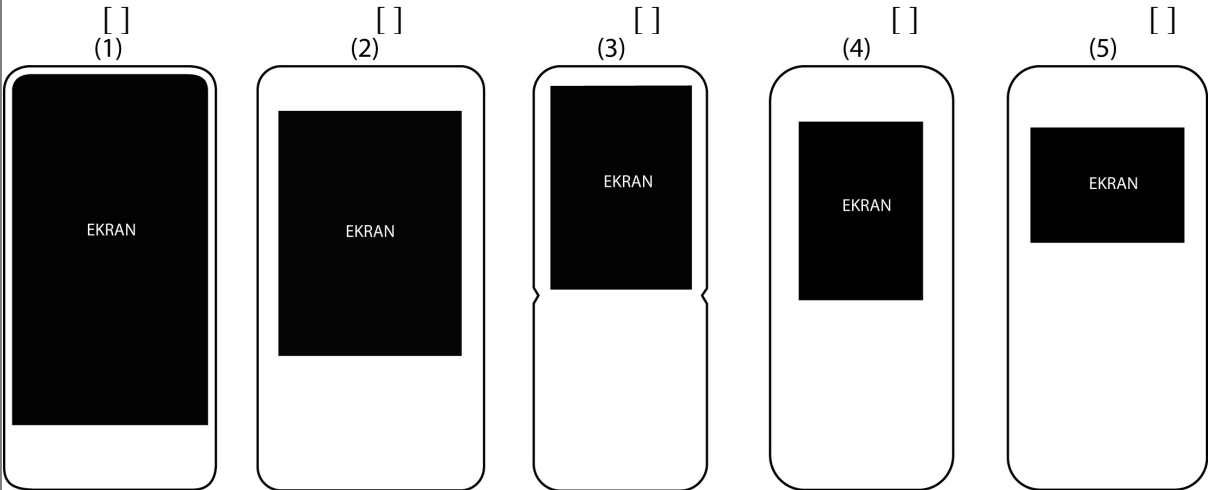 [ ] [ ] [ ] [ ] [ ]
(1) (2) (3) (4) (5)
EKRAN EKRAN EKRAN EKRAN EKRAN